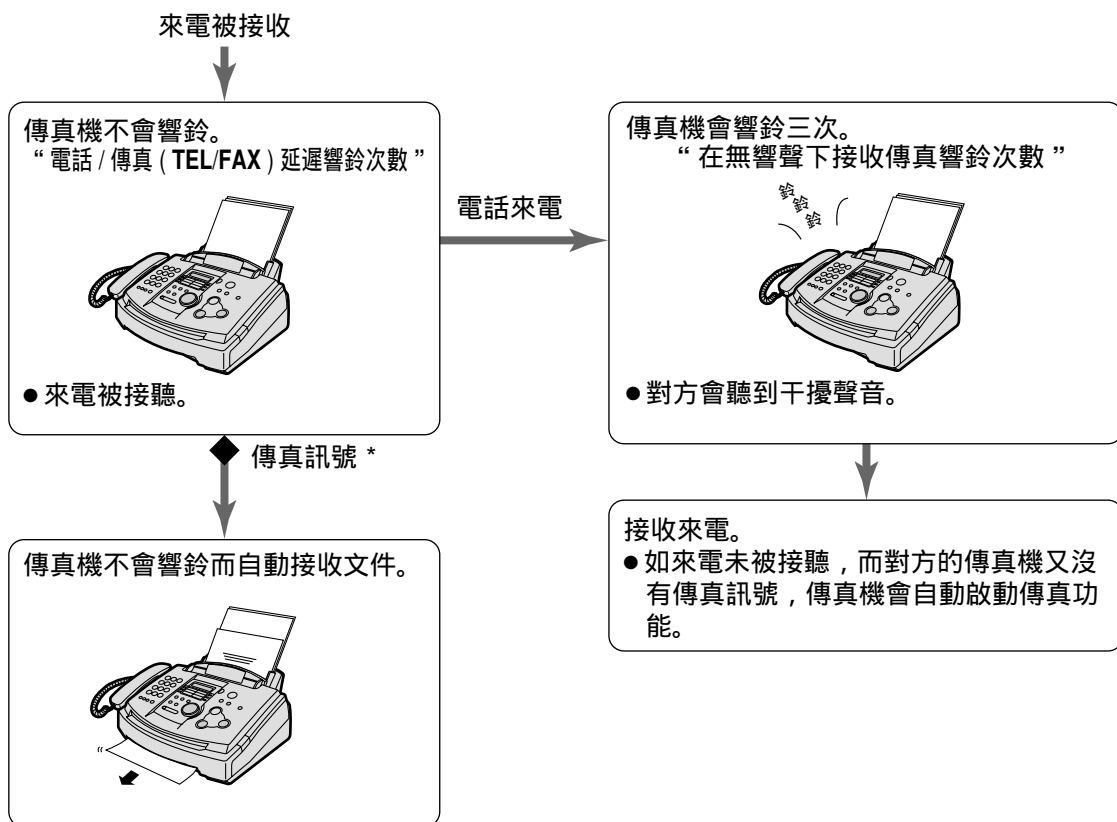 來電被接收
傳真機不會響鈴。
“ 電話 / 傳真 ( TEL/FAX ) 延遲響鈴次數 ”
● 來電被接聽。
電話來電
傳真機會響鈴三次。
“ 在無響聲下接收傳真響鈴次數 ”
鈴
鈴
鈴
● 對方會聽到干擾聲音。
傳真訊號 *
傳真機不會響鈴而自動接收文件。
接收來電。
● 如來電未被接聽，而對方的傳真機又沒
有傳真訊號，傳真機會自動啟動傳真功
能。